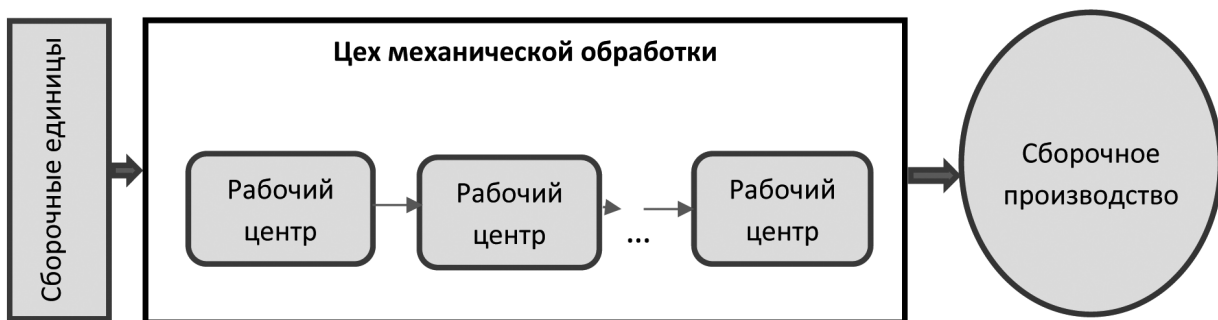 Сборочные единицы
Цех механической обработки
Рабочий
центр
Рабочий
центр
...
Рабочий
центр
Сборочное
производство